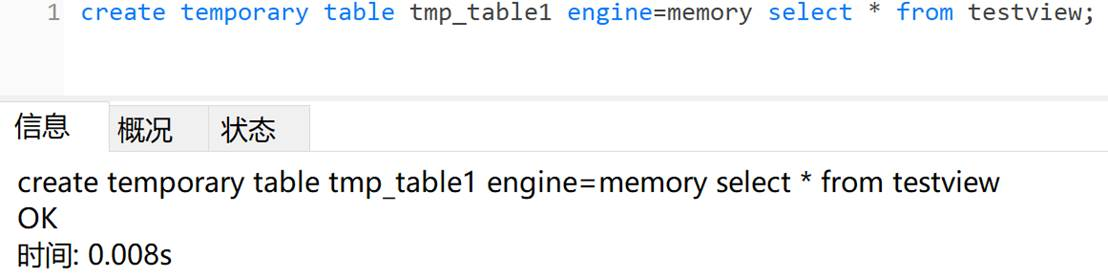 1 create temporary table tmp_table1 engine=memory select * from testview;
信息 概况 状态
create temporary table tmp_table1 engine=memory select * from testview
OK
时间: 0.008s